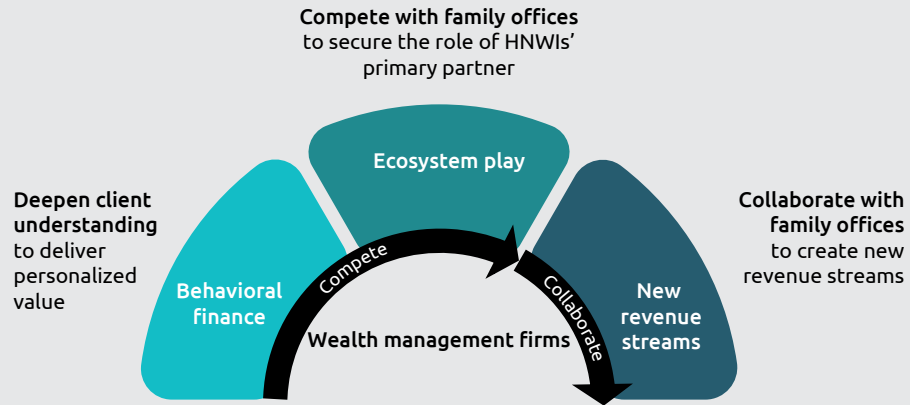 Compete with family offices
to secure the role of HNWIs'
primary partner
Ecosystem play
Deepen client
understanding
to deliver
personalized
value
Behavioral
finance
Compete
Wealth management firms
Collaborate
New
revenue
streams
Collaborate with
family offices
to create new
revenue streams